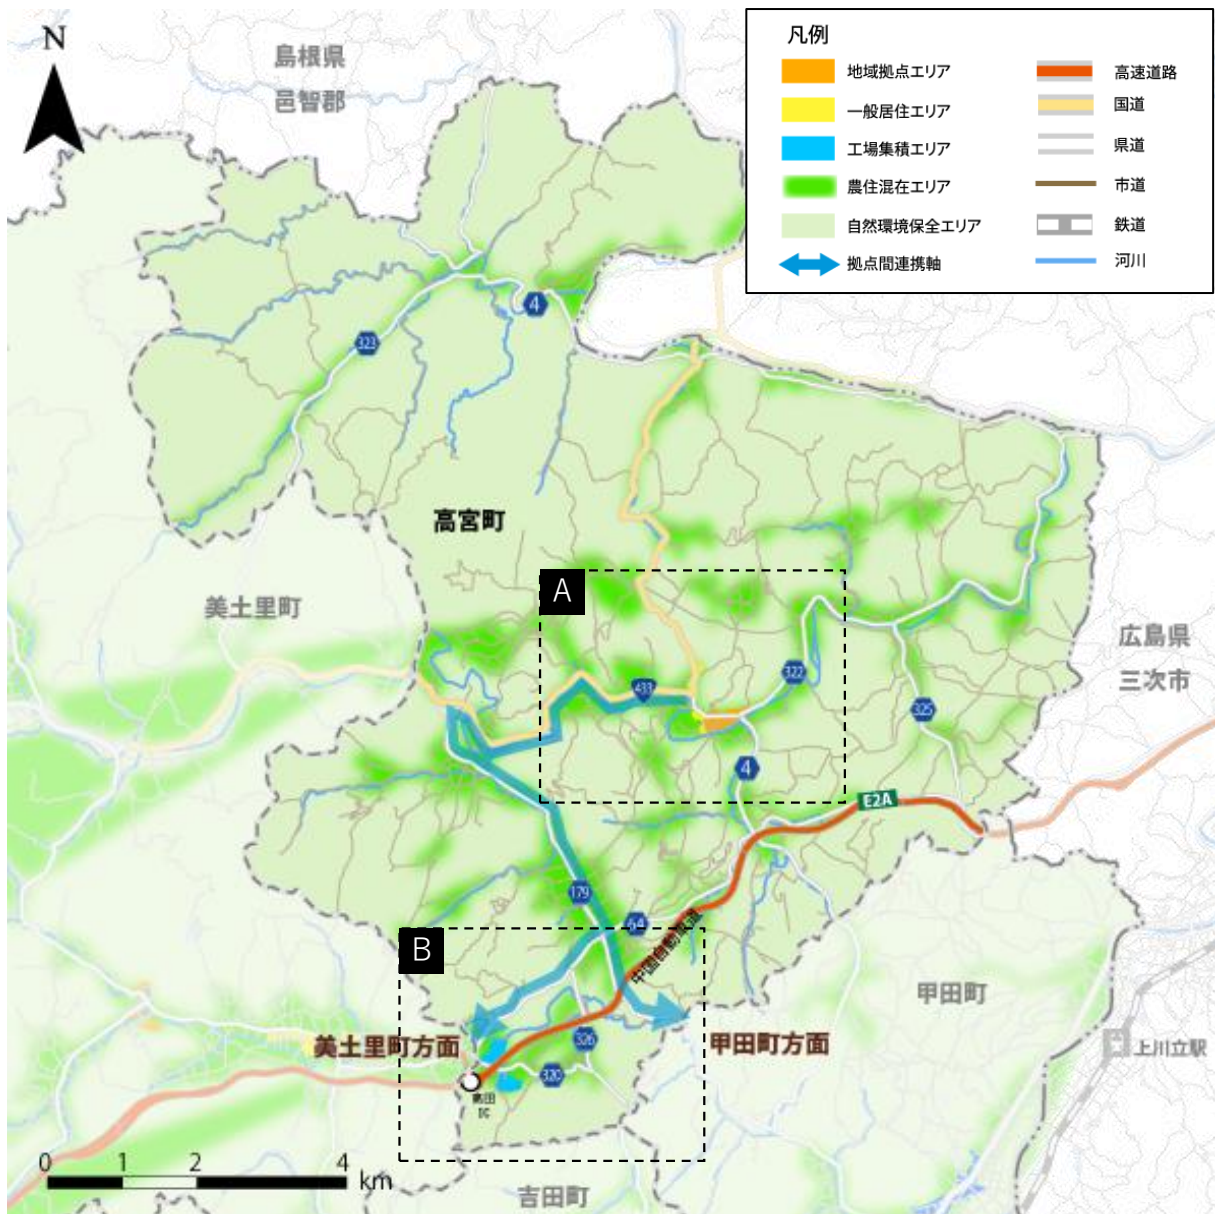 N
島根県
邑智郡
凡例
地域拠点エリア
一般居住エリア
工場集積エリア
農住混在エリア
自然環境保全エリア
拠点間連携軸
高速道路
国道
県道
市道
鉄道
河川
4
323
高宮町
美土里町
A
広島県
三次市
433
322
325
4
E2A
179
64
中国自動車道
B
美土里町方面
甲田町方面
甲田町
上川立駅
326
320
高田
IC
吉田町
0 1 2 4 km